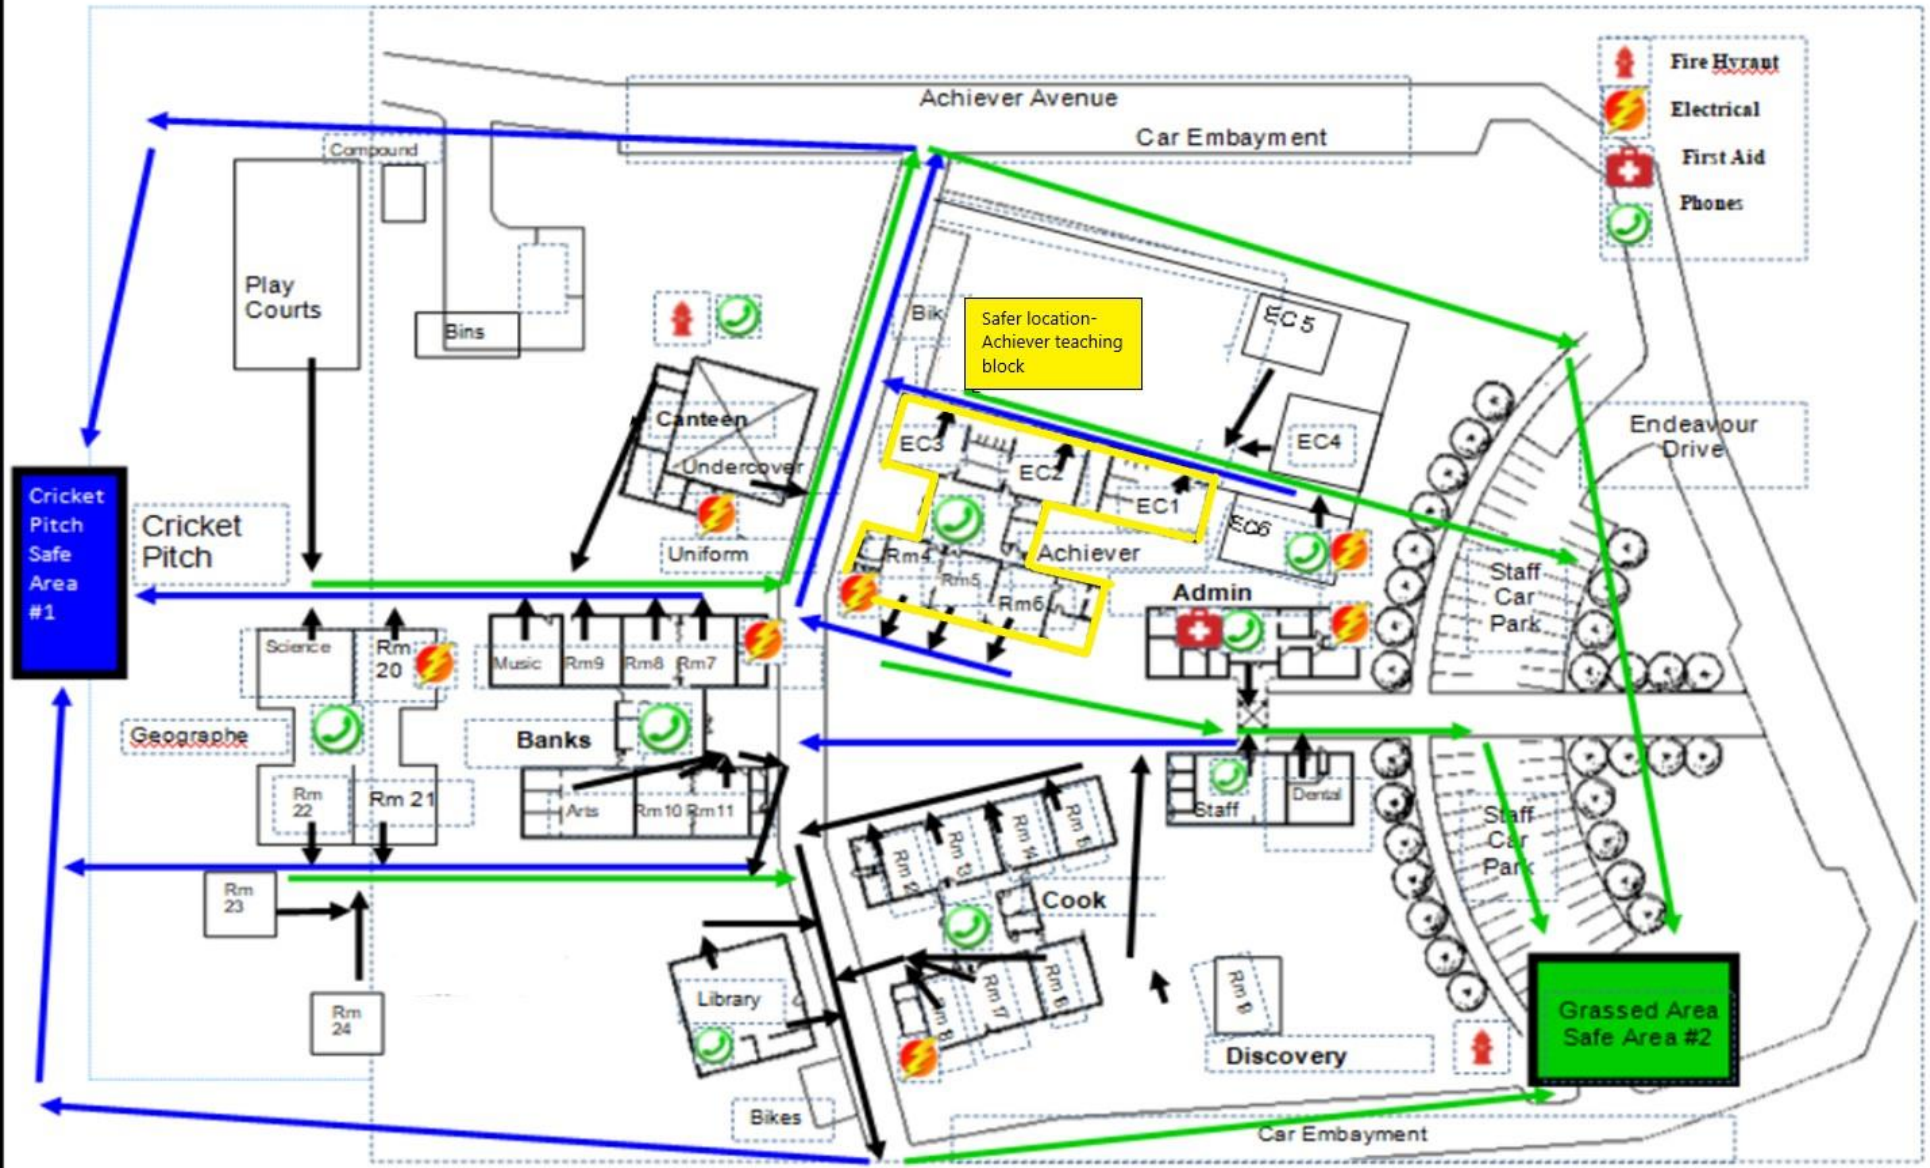 Fire Hyrant
Electrical
First Aid
Phones
Achiever Avenue
Car Embayment
Compound
Play
Courts
Bins
Bik
Safer location-
Achiever teaching
block
EC 5
EC4
Endeavour
Drive
Canteen
Undercover
Uniform
EC3
EC2
EC1
EC6
Achiever
Rm4
Rm5
Rm6
Admin
Staff
Car
Park
Cricket
Pitch
Safe
Area
#1
Cricket
Pitch
Science
Rm
20
Music
Rm9
Rm8
Rm7
Geographe
Banks
Rm
22
Rm 21
Arts
Rm10
Rm11
Staff
Dental
Staff
Car
Park
Rm
23
Rm
24
Rm 13
Rm 14
Cook
Rm 17
Library
Discovery
Grassed Area
Safe Area #2
Bikes
Car Embayment